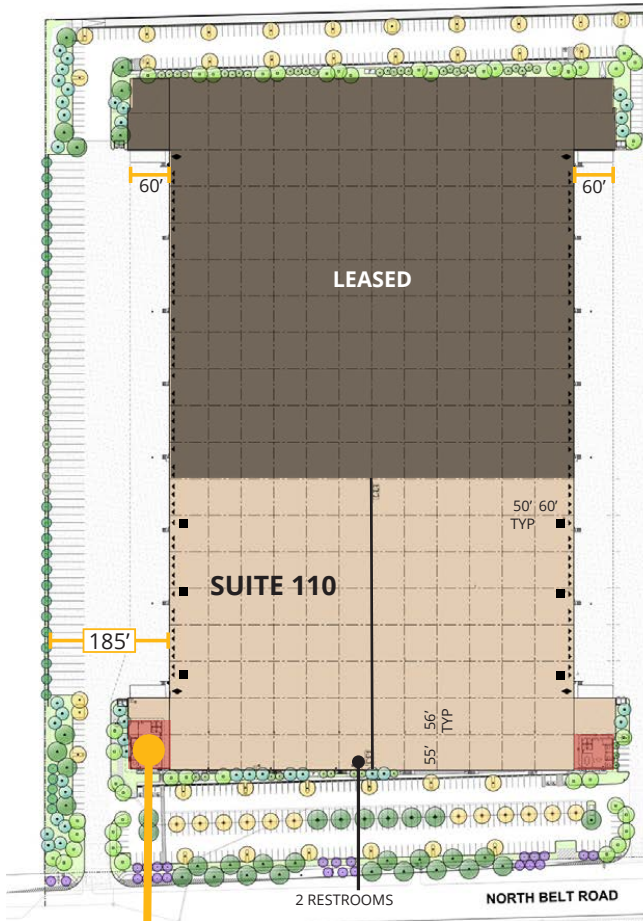 60’
60’
LEASED
50’ 60’
TYP
SUITE 110
185’
55’ 56’
TYP
2 RESTROOMS
NORTH BELT ROAD